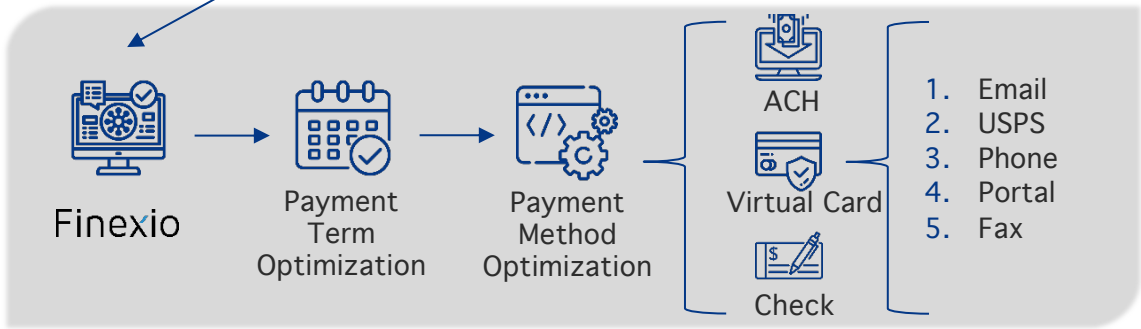 Finexio
Payment
Term
Optimization
</>
Payment
Method
Optimization
ACH
Virtual Card
$
Check
1. Email
2. USPS
3. Phone
4. Portal
5. Fax